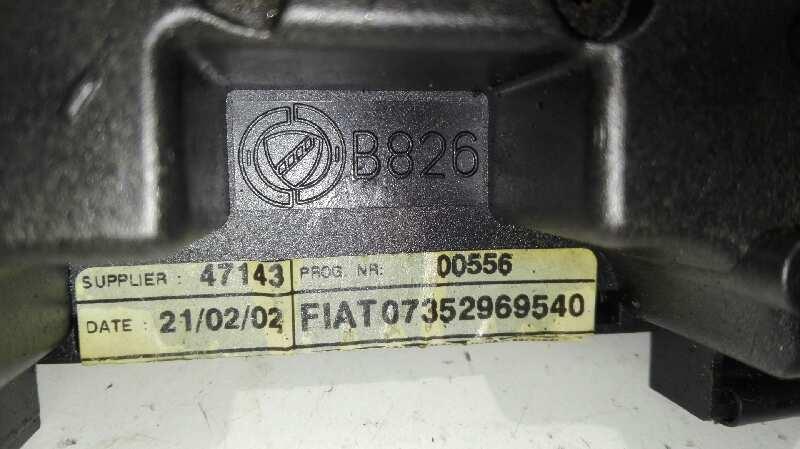 B826
SUPPLIER : 47143 PROG. NR: 00556
DATE : 21/02/02 FIAT07352969540